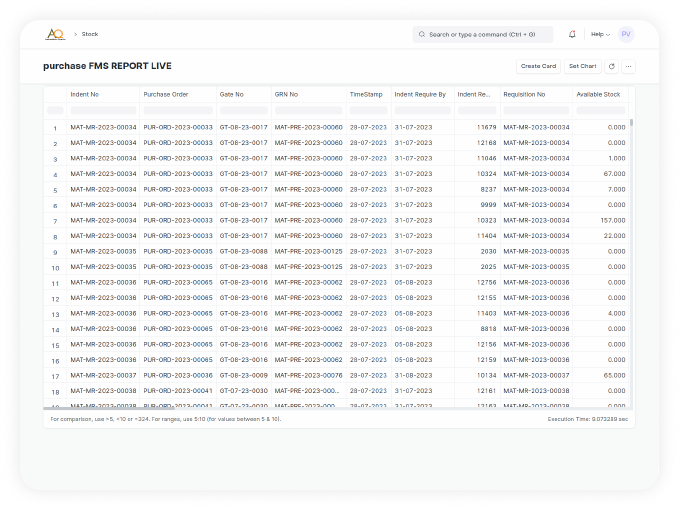 AQ > Stock Search or type a command (Ctrl + G) Help PV
purchase FMS REPORT LIVE Create Card Set Chart ...
Indent No Purchase Order Gate No GRN No TimeStamp Indent Require By Indent Re... Requisition No Available Stock
1 MAT-MR-2023-00034 PUR-ORD-2023-00033 GT-08-23-0017 MAT-PRE-2023-00060 28-07-2023 31-07-2023 11679 MAT-MR-2023-00034 0.000
2 MAT-MR-2023-00034 PUR-ORD-2023-00033 GT-08-23-0017 MAT-PRE-2023-00060 28-07-2023 31-07-2023 12168 MAT-MR-2023-00034 0.000
3 MAT-MR-2023-00034 PUR-ORD-2023-00033 GT-08-23-0017 MAT-PRE-2023-00060 28-07-2023 31-07-2023 11046 MAT-MR-2023-00034 1.000
4 MAT-MR-2023-00034 PUR-ORD-2023-00033 GT-08-23-0017 MAT-PRE-2023-00060 28-07-2023 31-07-2023 10324 MAT-MR-2023-00034 67.000
5 MAT-MR-2023-00034 PUR-ORD-2023-00033 GT-08-23-0017 MAT-PRE-2023-00060 28-07-2023 31-07-2023 8237 MAT-MR-2023-00034 7.000
6 MAT-MR-2023-00034 PUR-ORD-2023-00033 GT-08-23-0017 MAT-PRE-2023-00060 28-07-2023 31-07-2023 9999 MAT-MR-2023-00034 0.000
7 MAT-MR-2023-00034 PUR-ORD-2023-00033 GT-08-23-0017 MAT-PRE-2023-00060 28-07-2023 31-07-2023 10323 MAT-MR-2023-00034 157.000
8 MAT-MR-2023-00034 PUR-ORD-2023-00033 GT-08-23-0017 MAT-PRE-2023-00060 28-07-2023 31-07-2023 11404 MAT-MR-2023-00034 22.000
9 MAT-MR-2023-00035 PUR-ORD-2023-00035 GT-08-23-0088 MAT-PRE-2023-00125 28-07-2023 31-07-2023 2030 MAT-MR-2023-00035 0.000
10 MAT-MR-2023-00035 PUR-ORD-2023-00035 GT-08-23-0088 MAT-PRE-2023-00125 28-07-2023 31-07-2023 2025 MAT-MR-2023-00035 0.000
11 MAT-MR-2023-00036 PUR-ORD-2023-00065 GT-08-23-0016 MAT-PRE-2023-00062 28-07-2023 05-08-2023 12756 MAT-MR-2023-00036 0.000
12 MAT-MR-2023-00036 PUR-ORD-2023-00065 GT-08-23-0016 MAT-PRE-2023-00062 28-07-2023 05-08-2023 12155 MAT-MR-2023-00036 0.000
13 MAT-MR-2023-00036 PUR-ORD-2023-00065 GT-08-23-0016 MAT-PRE-2023-00062 28-07-2023 05-08-2023 11403 MAT-MR-2023-00036 4.000
14 MAT-MR-2023-00036 PUR-ORD-2023-00065 GT-08-23-0016 MAT-PRE-2023-00062 28-07-2023 05-08-2023 8818 MAT-MR-2023-00036 0.000
15 MAT-MR-2023-00036 PUR-ORD-2023-00065 GT-08-23-0016 MAT-PRE-2023-00062 28-07-2023 05-08-2023 12156 MAT-MR-2023-00036 0.000
16 MAT-MR-2023-00036 PUR-ORD-2023-00065 GT-08-23-0016 MAT-PRE-2023-00062 28-07-2023 05-08-2023 12159 MAT-MR-2023-00036 0.000
17 MAT-MR-2023-00037 PUR-ORD-2023-00036 GT-08-23-0009 MAT-PRE-2023-00076 28-07-2023 31-07-2023 10134 MAT-MR-2023-00037 65.000
18 MAT-MR-2023-00038 PUR-ORD-2023-00041 GT-07-23-0030 MAT-PRE-2023-000... 28-07-2023 31-07-2023 12161 MAT-MR-2023-00038 0.000
19 MAT-MR-2023-00038 PUR-ORD-2023-00041 GT-07-23-0030 MAT-PRE-2023-000... 28-07-2023 31-07-2023 12163 MAT-MR-2023-00038 0.000
For comparison, use >5, <10 or =324. For ranges, use 5:10 (for values between 5 & 10). Execution Time: 9.073289 sec